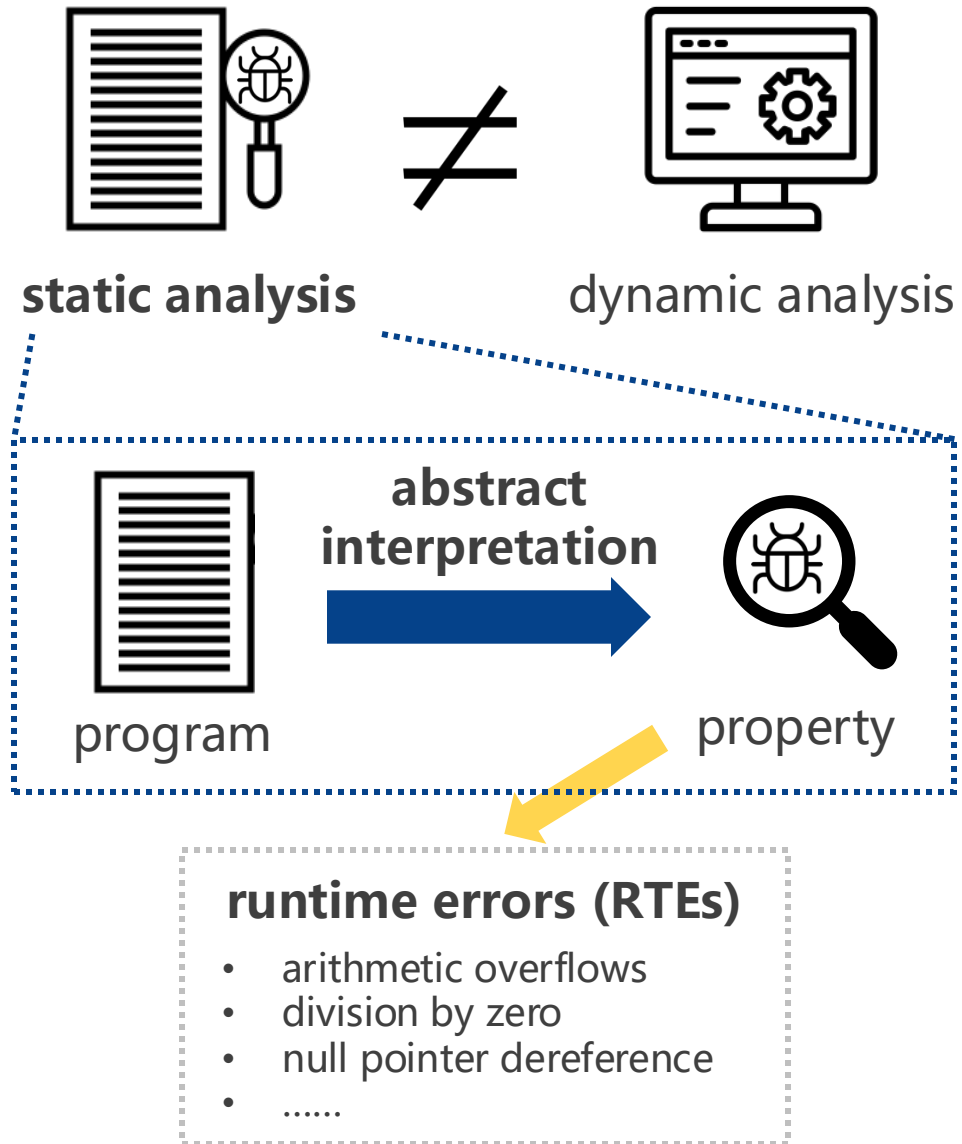 ≠
static analysis
dynamic analysis
abstract
interpretation
program
property
runtime errors (RTEs)
• arithmetic overflows
• division by zero
• null pointer dereference
• ......